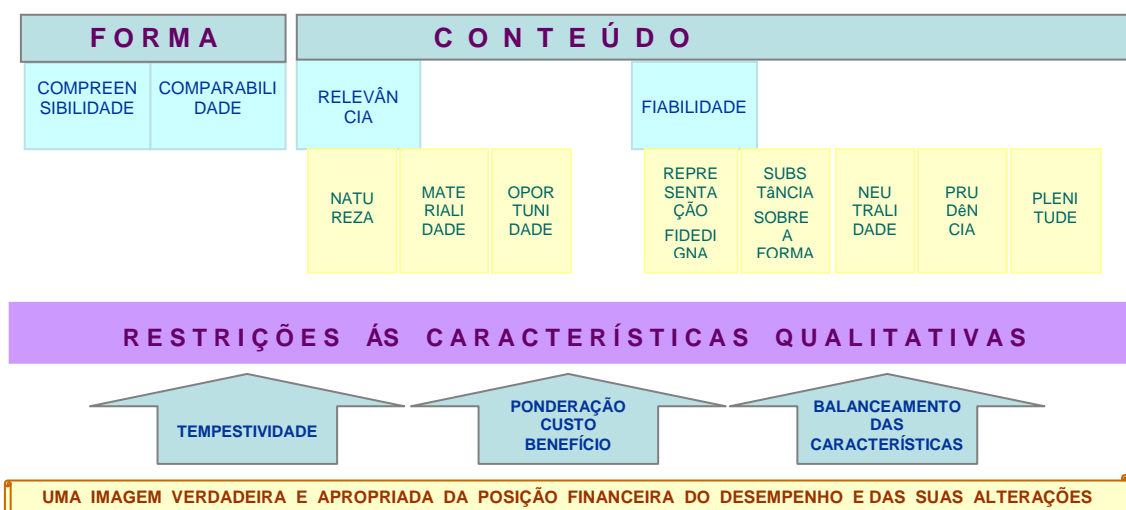 F O R M A
C O N T E Ú D O
COMPREEN
SIBILIDADE
COMPARABILI
DADE
RELEVÂN
CIA
FIABILIDADE
NATU
REZA
MATE
RIALI
DADE
OPOR
TUNI
DADE
REPRE
SENTA
ÇÃO
FIDEDI
GNA
SUBS
TâNCIA
SOBRE
A
FORMA
NEU
TRALI
DADE
PRU
DêN
CIA
PLENI
TUDE
R E S T R I Ç Õ E S ÁS C A R A C T E R Í S T I C A S Q U A L I T A T I V A S
TEMPESTIVIDADE
PONDERAÇÃO
CUSTO
BENEFÍCIO
BALANCEAMENTO
DAS
CARACTERÍSTICAS
UMA IMAGEM VERDADEIRA E APROPRIADA DA POSIÇÃO FINANCEIRA DO DESEMPENHO E DAS SUAS ALTERAÇÕES